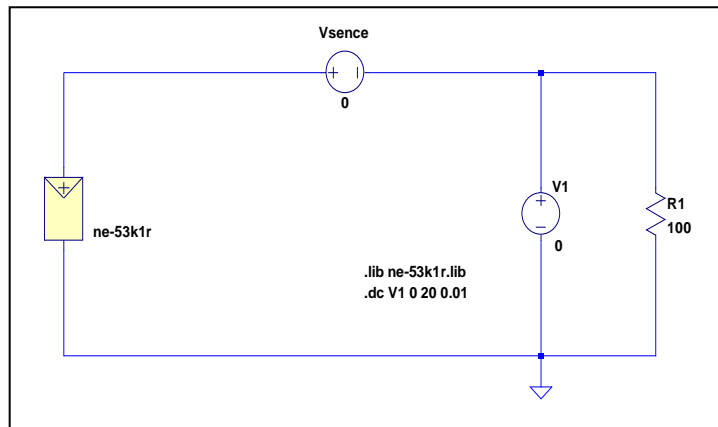 Vsence
+ −
0
+
ne-53k1r
V1
+
−
0
R1
100
.lib ne-53k1r.lib
.dc V1 0 20 0.01